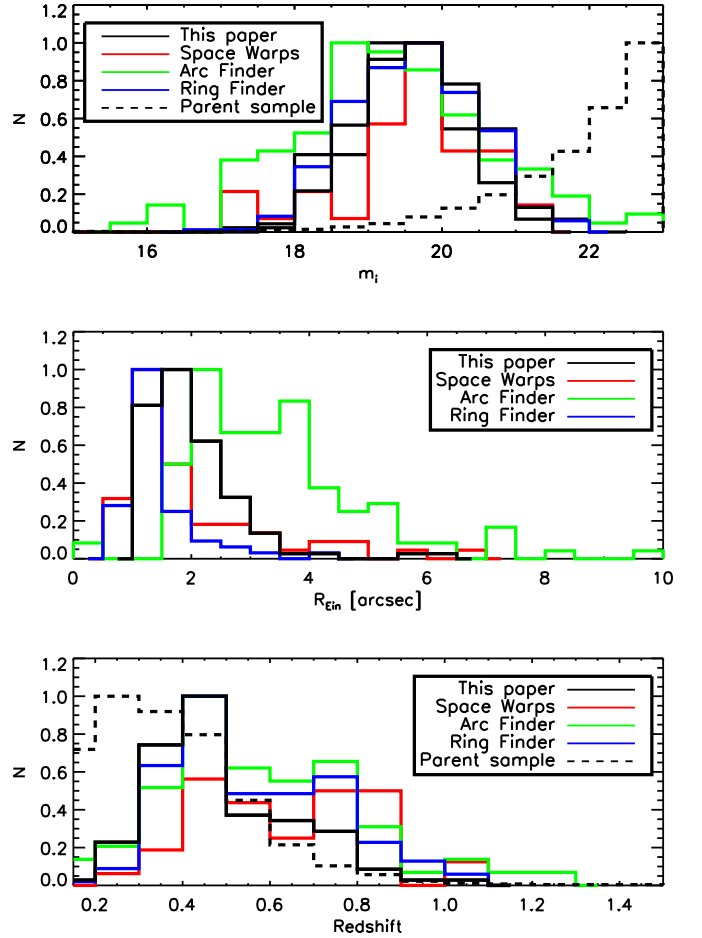 This paper
Space Warps
Arc Finder
Ring Finder
Parent sample
N
1.2
1.0
0.8
0.6
0.4
0.2
0.0
16 18 20 22
m_i
This paper
Space Warps
Arc Finder
Ring Finder
N
1.2
1.0
0.8
0.6
0.4
0.2
0.0
0 2 4 6 8 10
R_Ein [arcsec]
This paper
Space Warps
Arc Finder
Ring Finder
Parent sample
N
1.2
1.0
0.8
0.6
0.4
0.2
0.0
0.2 0.4 0.6 0.8 1.0 1.2 1.4
Redshift